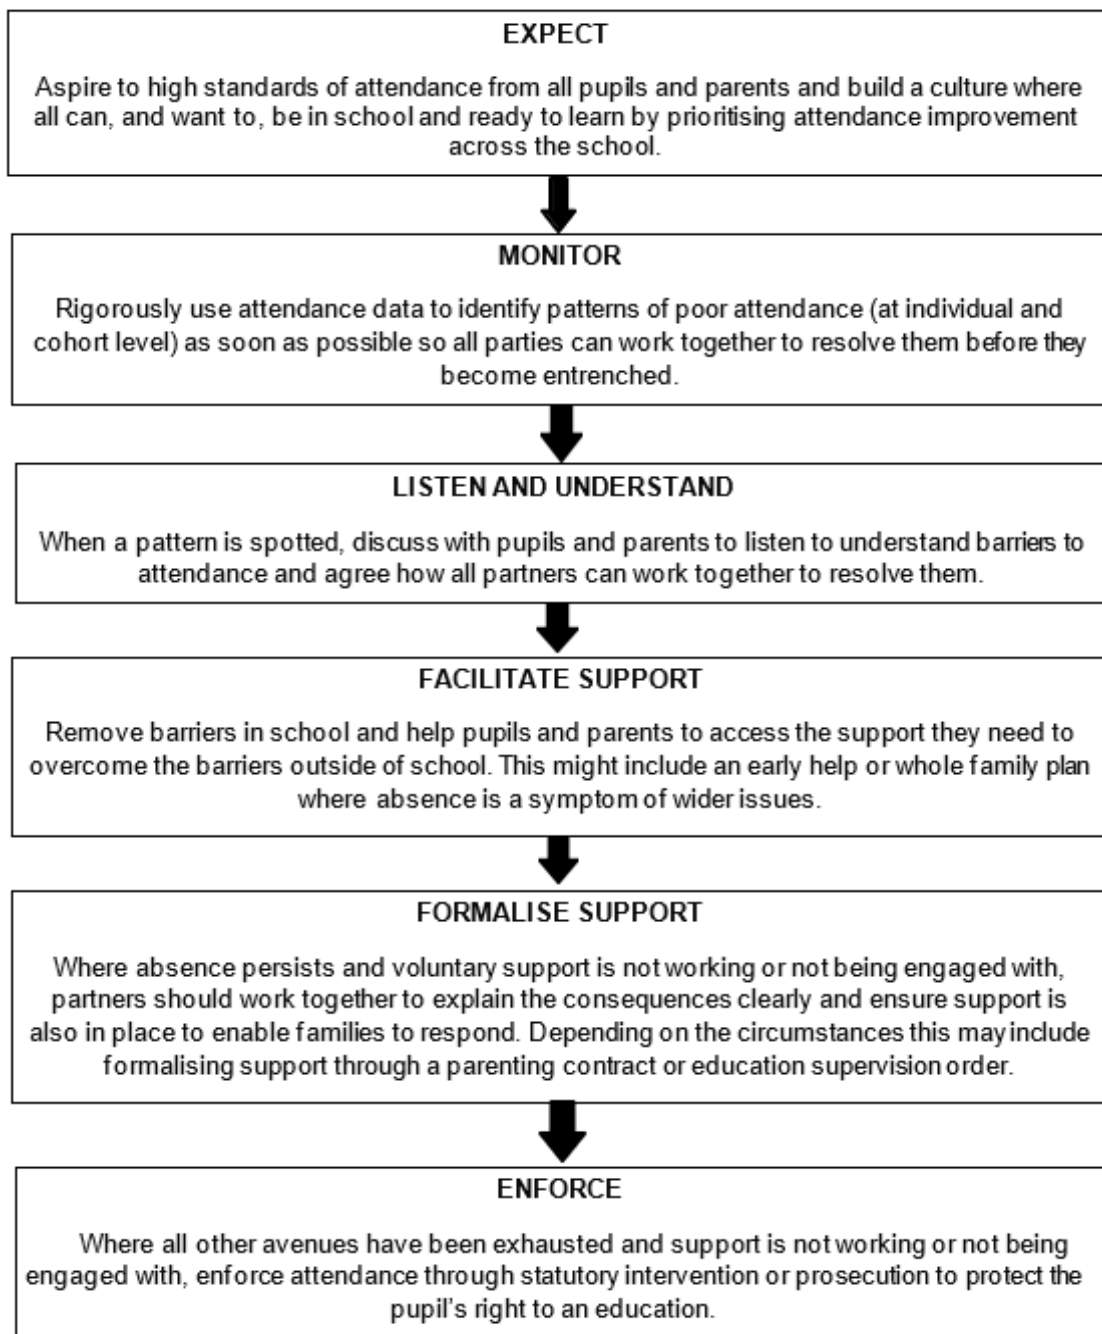 EXPECT
Aspire to high standards of attendance from all pupils and parents and build a culture where
all can, and want to, be in school and ready to learn by prioritising attendance improvement
across the school.
MONITOR
Rigorously use attendance data to identify patterns of poor attendance (at individual and
cohort level) as soon as possible so all parties can work together to resolve them before they
become entrenched.
LISTEN AND UNDERSTAND
When a pattern is spotted, discuss with pupils and parents to listen to understand barriers to
attendance and agree how all partners can work together to resolve them.
FACILITATE SUPPORT
Remove barriers in school and help pupils and parents to access the support they need to
overcome the barriers outside of school. This might include an early help or whole family plan
where absence is a symptom of wider issues.
FORMALISE SUPPORT
Where absence persists and voluntary support is not working or not being engaged with,
partners should work together to explain the consequences clearly and ensure support is
also in place to enable families to respond. Depending on the circumstances this may include
formalising support through a parenting contract or education supervision order.
ENFORCE
Where all other avenues have been exhausted and support is not working or not being
engaged with, enforce attendance through statutory intervention or prosecution to protect the
pupil's right to an education.